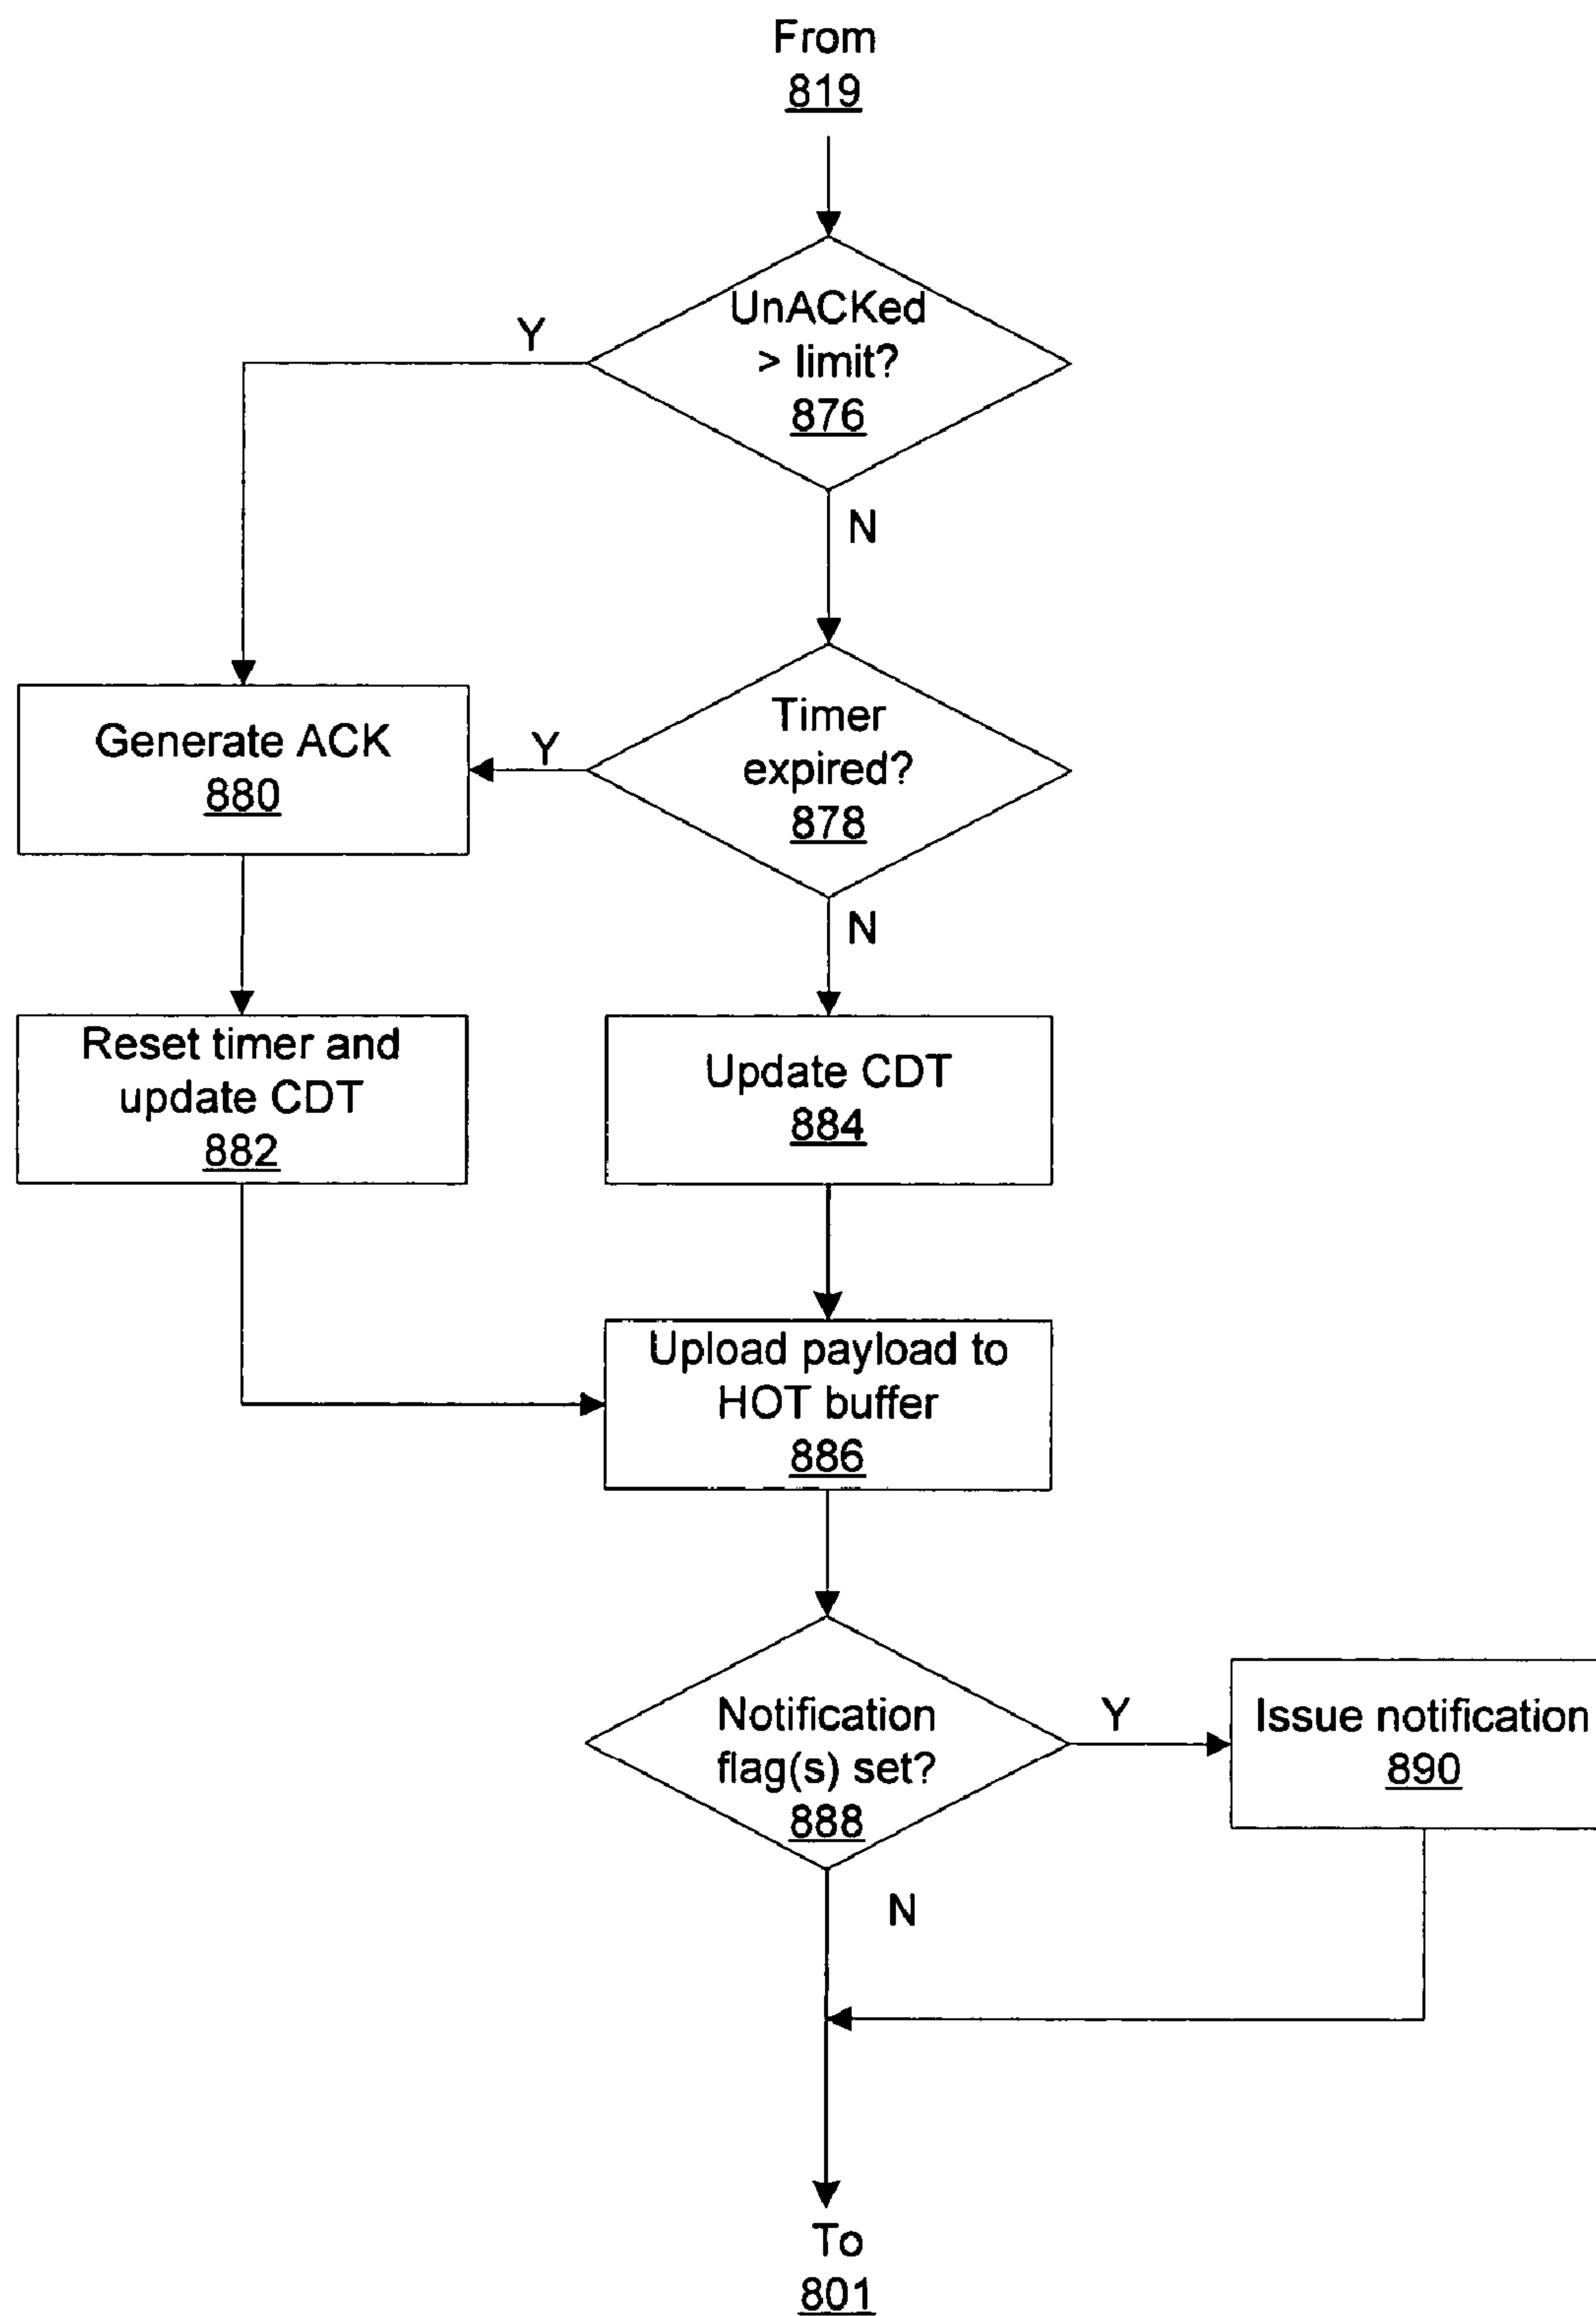 From
819
UnACKed
> limit?
876
Y
N
Timer
expired?
878
Y
Generate ACK
880
N
Reset timer and
update CDT
882
Update CDT
884
Upload payload to
HOT buffer
886
Notification
flag(s) set?
888
Y
Issue notification
890
N
To
801